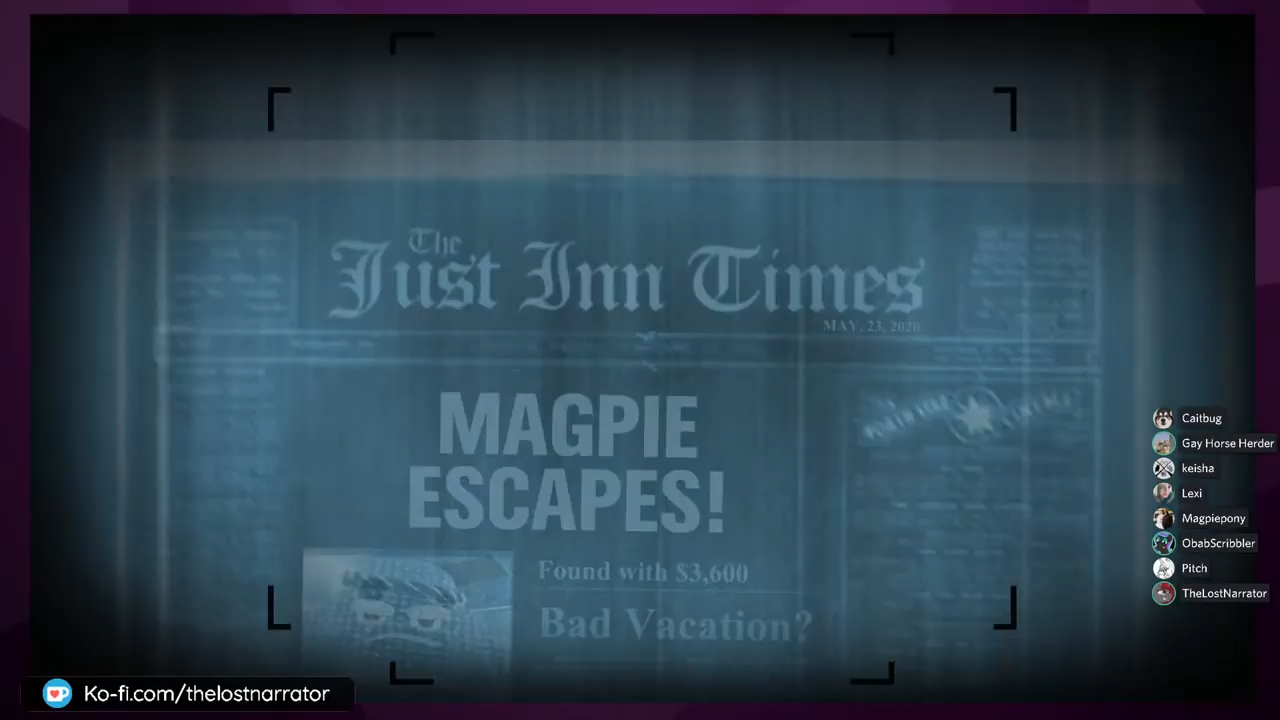 The
Just Inn Times
MAY, 23, 2020
MAGPIE
ESCAPES!
Found with $3,600
Bad Vacation?
Caitbug
Gay Horse Herder
keisha
Lexi
Magpiepony
ObabScribbler
Pitch
TheLostNarrator
Ko-fi.com/thelostnarrator